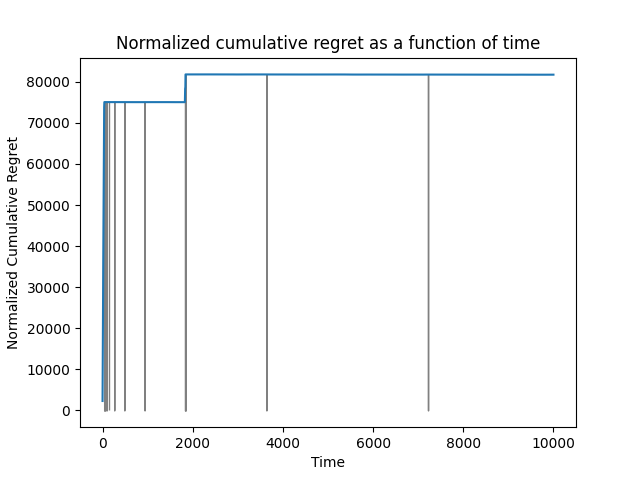 Normalized cumulative regret as a function of time
Normalized Cumulative Regret
80000
70000
60000
50000
40000
30000
20000
10000
0
0 2000 4000 6000 8000 10000
Time